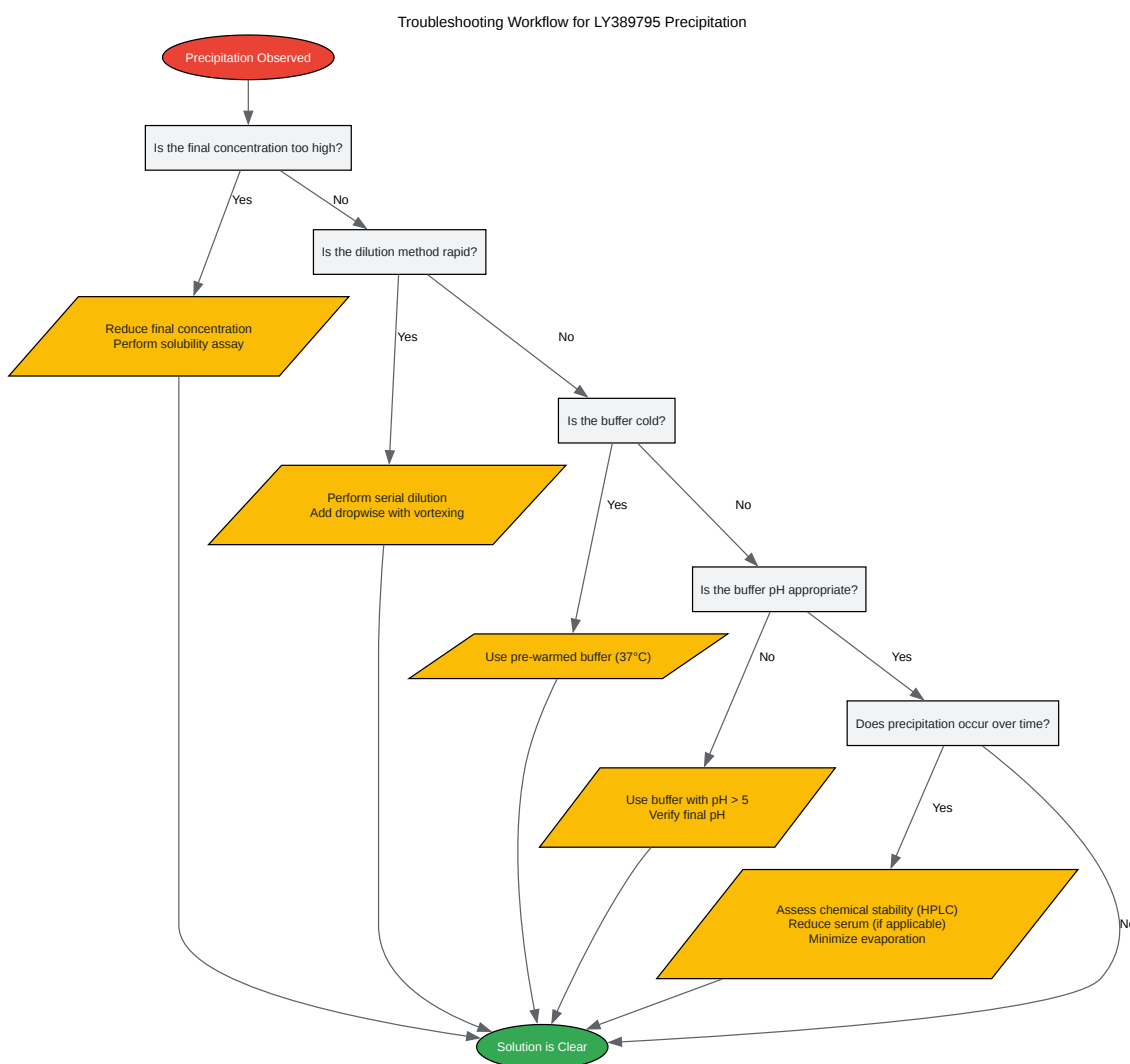 Troubleshooting Workflow for LY389795 Precipitation
Precipitation Observed
Is the final concentration too high?
Yes
No
Is the dilution method rapid?
Reduce final concentration
Perform solubility assay
Yes
No
Is the buffer cold?
Perform serial dilution
Add dropwise with vortexing
Yes
No
Is the buffer pH appropriate?
Use pre-warmed buffer (37°C)
No
Yes
Does precipitation occur over time?
Use buffer with pH > 5
Verify final pH
Yes
Assess chemical stability (HPLC)
Reduce serum (if applicable)
Minimize evaporation
No
Solution is Clear